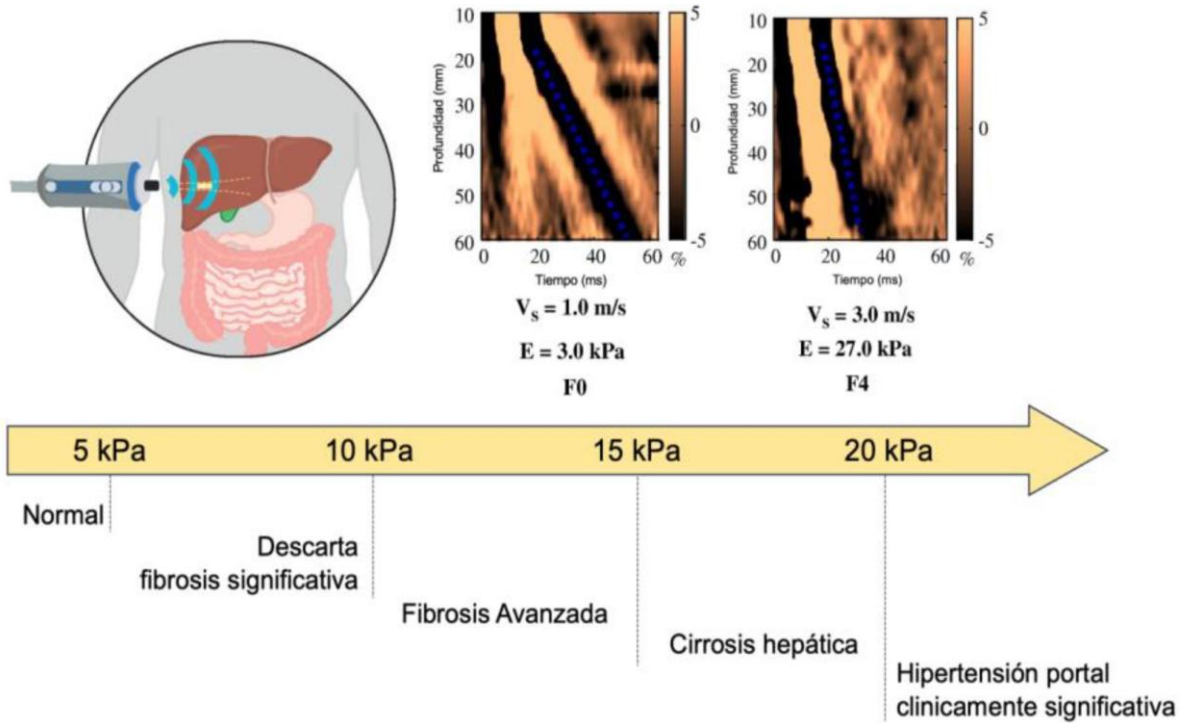 10
20
30
40
50
60
Profundidad (mm)
0
20
40
60
%
Tiempo (ms)
5
0
-5
V_S = 1.0 m/s
E = 3.0 kPa
F0
10
20
30
40
50
60
Profundidad (mm)
0
20
40
60
%
Tiempo (ms)
5
0
-5
V_S = 3.0 m/s
E = 27.0 kPa
F4
5 kPa
10 kPa
15 kPa
20 kPa
Normal
Descarta
fibrosis significativa
Fibrosis Avanzada
Cirrosis hepática
Hipertensión portal
clinicamente significativa